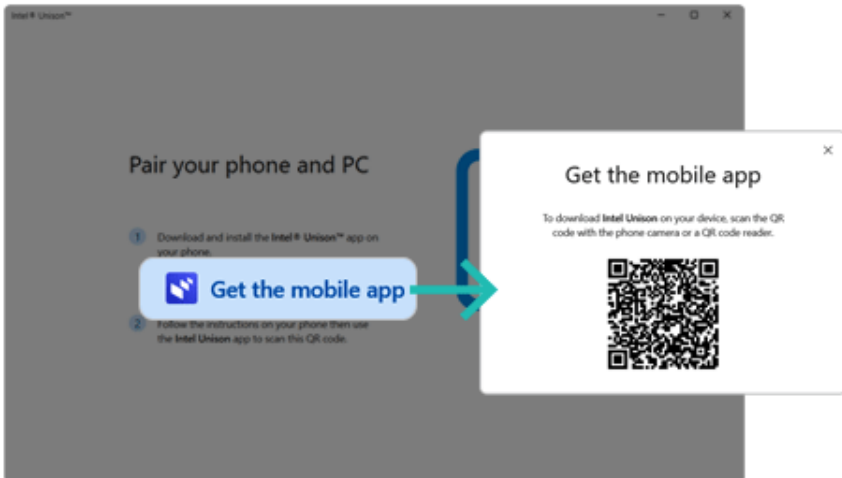 Intel® Unison™
Pair your phone and PC
1 Download and install the Intel® Unison™ app on
your phone.
Get the mobile app
2 Follow the instructions on your phone then use
the Intel Unison app to scan this QR code.
Get the mobile app
To download Intel Unison on your device, scan the QR
code with the phone camera or a QR code reader.